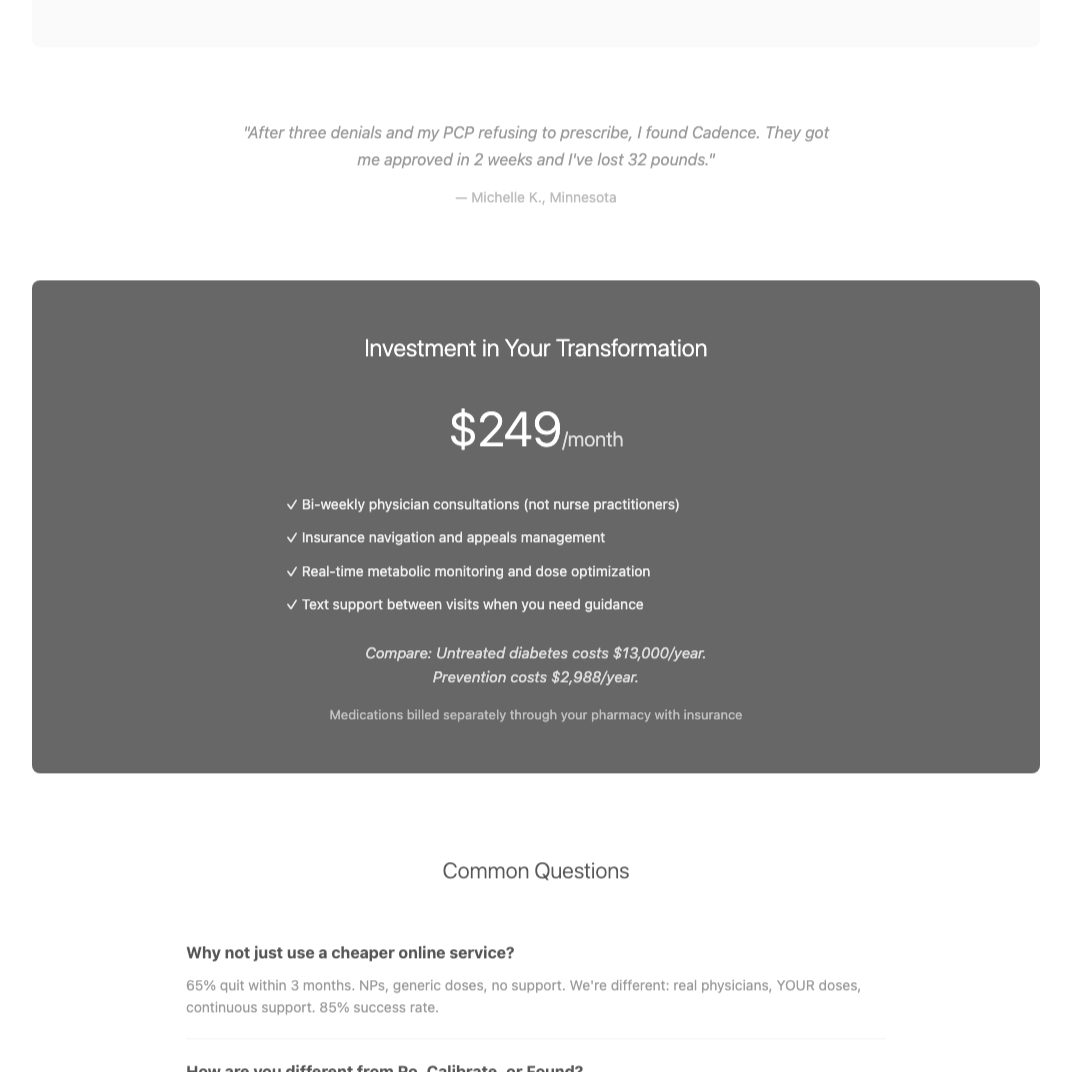 "After three denials and my PCP refusing to prescribe, I found Cadence. They got
me approved in 2 weeks and I've lost 32 pounds."
— Michelle K., Minnesota
Investment in Your Transformation
$249/month
✓ Bi-weekly physician consultations (not nurse practitioners)
✓ Insurance navigation and appeals management
✓ Real-time metabolic monitoring and dose optimization
✓ Text support between visits when you need guidance
Compare: Untreated diabetes costs $13,000/year.
Prevention costs $2,988/year.
Medications billed separately through your pharmacy with insurance
Common Questions
Why not just use a cheaper online service?
65% quit within 3 months. NPs, generic doses, no support. We're different: real physicians, YOUR doses,
continuous support. 85% success rate.
How are you different from Ro, Calibrate, or Found?